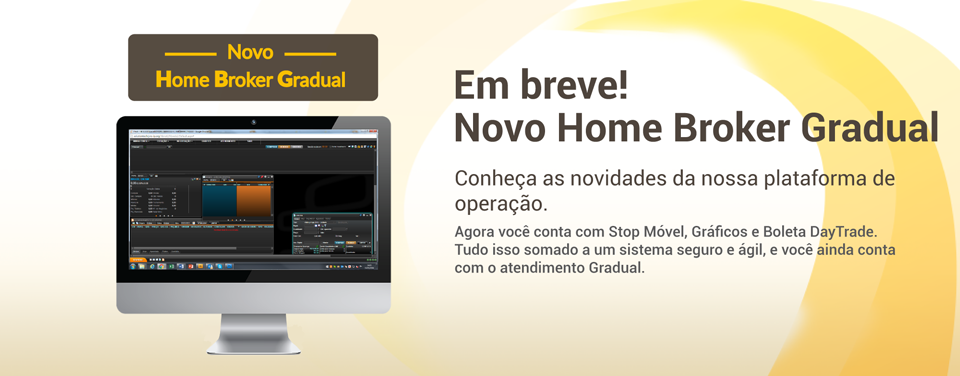 Novo
Home Broker Gradual
Em breve!
Novo Home Broker Gradual
Conheça as novidades da nossa plataforma de
operação.
Agora você conta com Stop Móvel, Gráficos e Boleta DayTrade.
Tudo isso somado a um sistema seguro e ágil, e você ainda conta
com o atendimento Gradual.